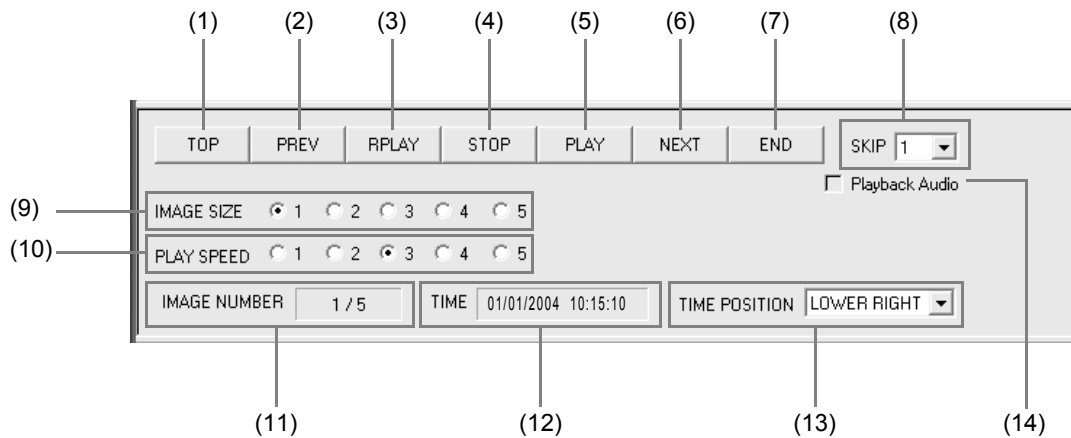 (1) (2) (3) (4) (5) (6) (7) (8)
TOP PREV RPLAY STOP PLAY NEXT END SKIP 1
Playback Audio
(9) IMAGE SIZE 1 2 3 4 5
(10) PLAY SPEED 1 2 3 4 5
IMAGE NUMBER 1 / 5 TIME 01/01/2004 10:15:10 TIME POSITION LOWER RIGHT
(11) (12) (13) (14)